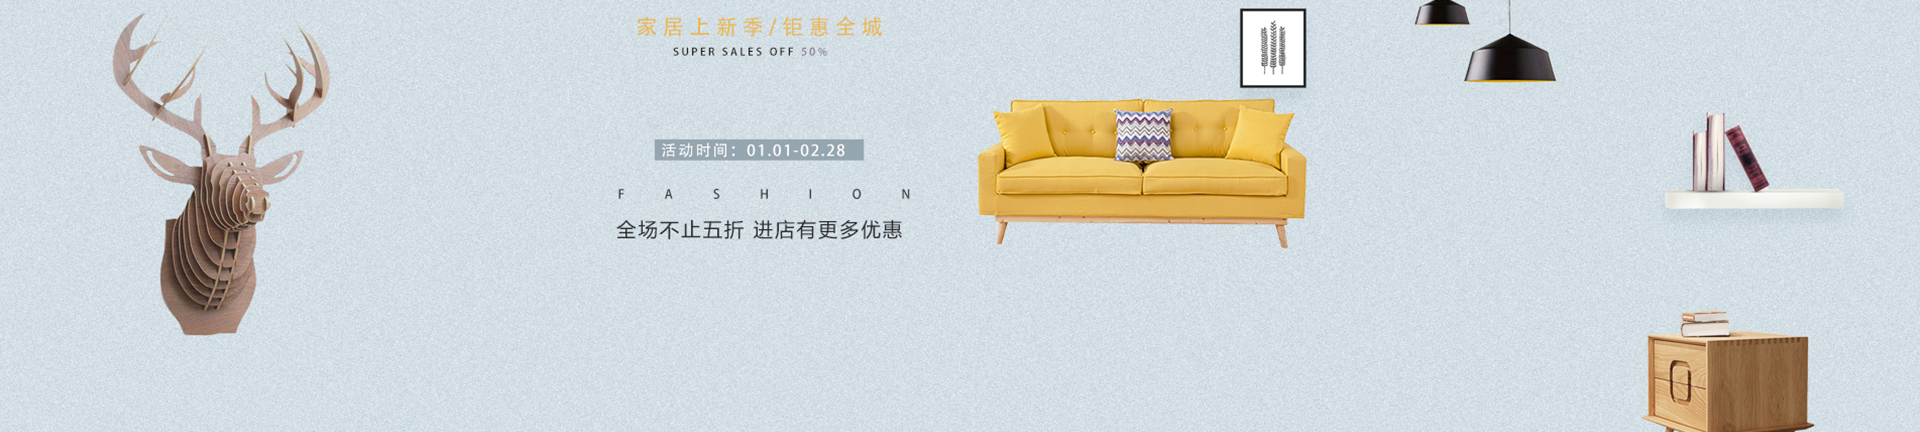 家居上新季/钜惠全城
SUPER SALES OFF 50%
活动时间：01.01-02.28
FASHION
全场不止五折 进店有更多优惠